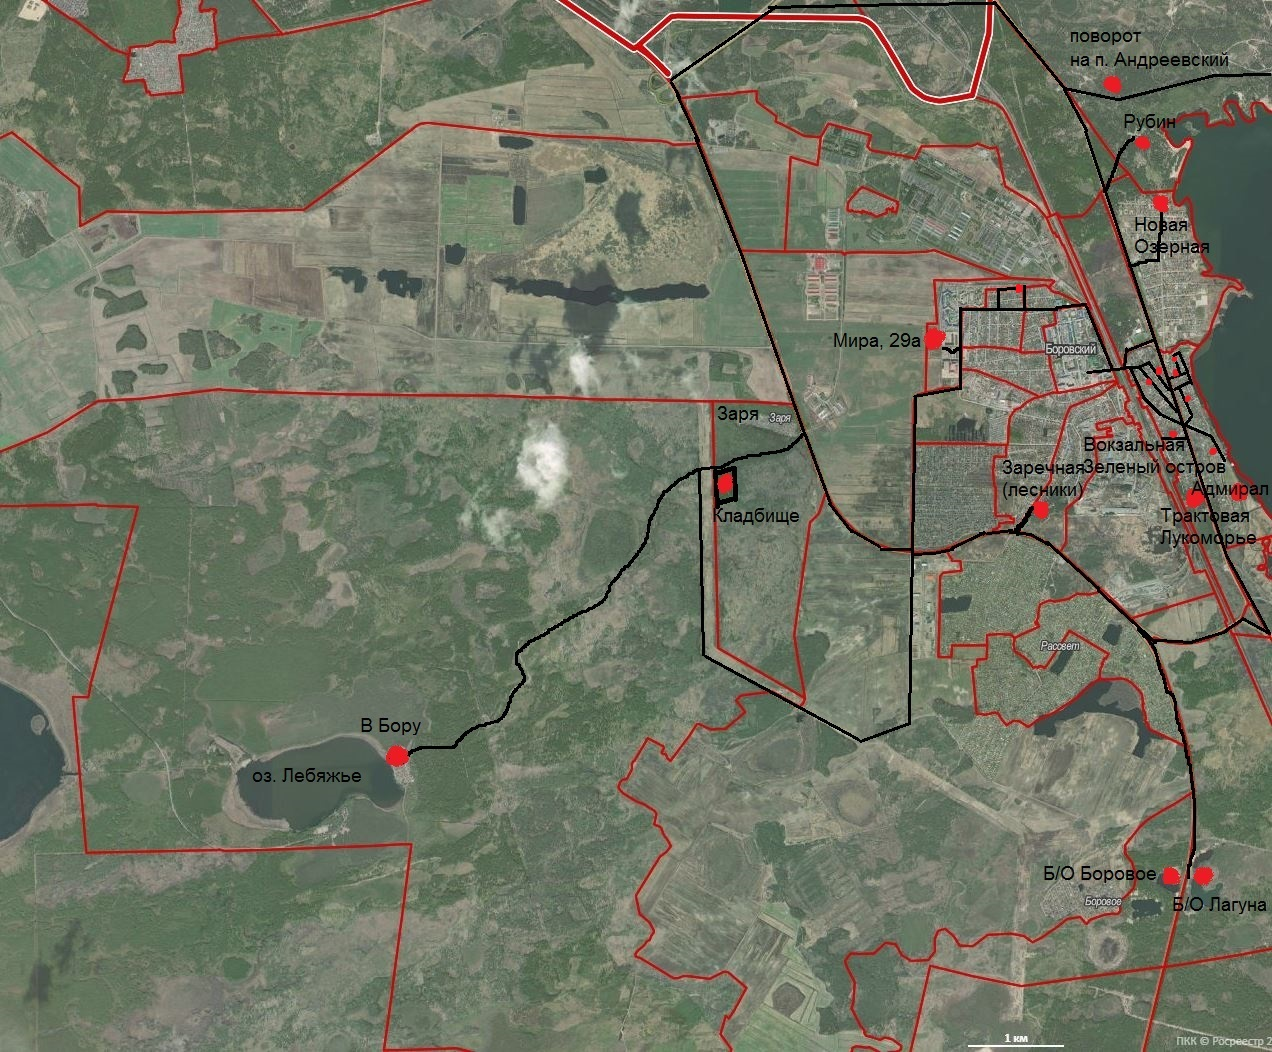 поворот
на п. Андреевский
Рубин
Новая
Озерная
Мира, 29а
Боровский
Заря
Заря
Вокзальная
Заречная
Зеленый остров
(лесники)
Адмирал
Кладбище
Трактовая
Лукоморье
Рассвет
В Бору
оз. Лебяжье
Б/О Боровое
Боровое
Б/О Лагуна
1 км
ПКК © Росреестр 2